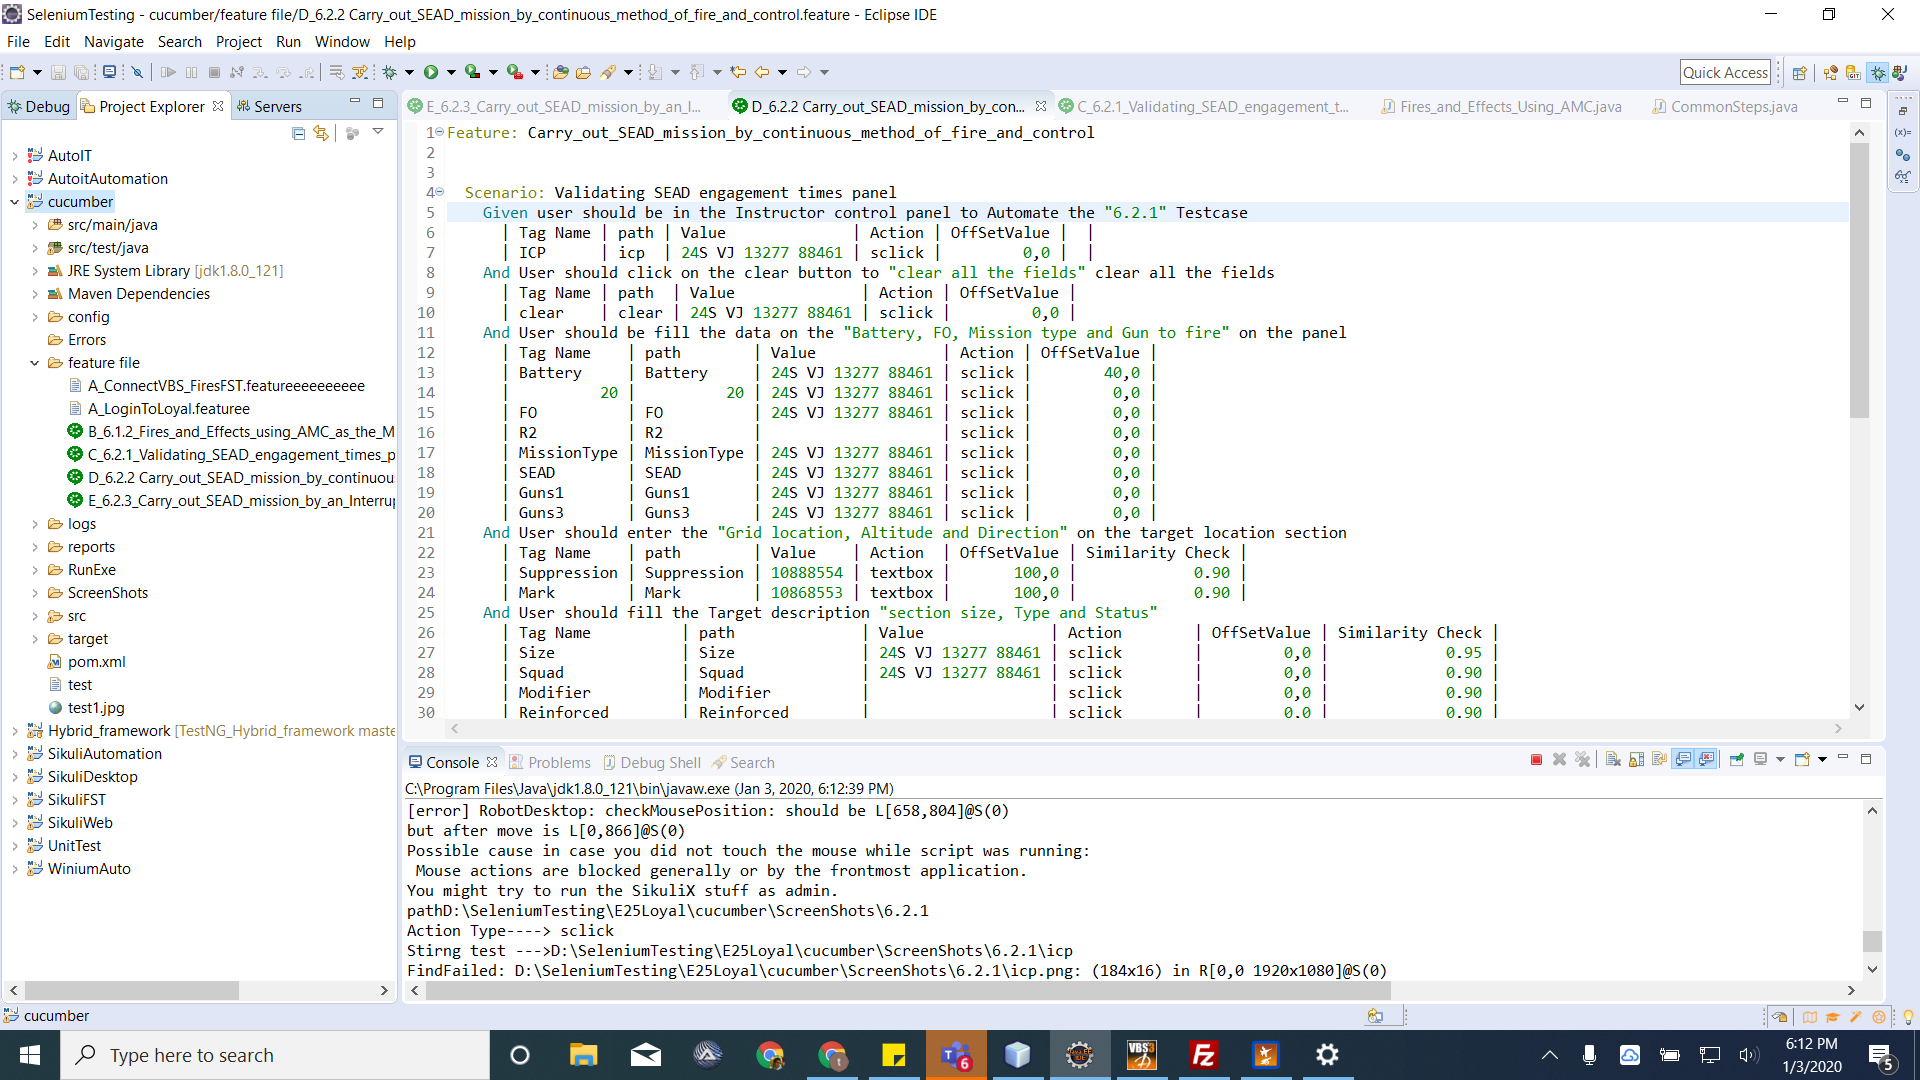 SeleniumTesting - cucumber/feature file/D_6.2.2 Carry_out_SEAD_mission_by_continuous_method_of_fire_and_control.feature - Eclipse IDE
File Edit Navigate Search Project Run Window Help
Quick Access
Debug Project Explorer Servers
E_6.2.3_Carry_out_SEAD_mission_by_an_I... D_6.2.2 Carry_out_SEAD_mission_by_con... C_6.2.1_Validating_SEAD_engagement_t... Fires_and_Effects_Using_AMC.java CommonSteps.java
AutoIT
AutoitAutomation
cucumber
src/main/java
src/test/java
JRE System Library [jdk1.8.0_121]
Maven Dependencies
config
Errors
feature file
A_ConnectVBS_FiresFST.featureeeeeeeeee
A_LoginToLoyal.featuree
B_6.1.2_Fires_and_Effects_using_AMC_as_the_M
C_6.2.1_Validating_SEAD_engagement_times_p
D_6.2.2 Carry_out_SEAD_mission_by_continuou
E_6.2.3_Carry_out_SEAD_mission_by_an_Interru
logs
reports
RunExe
ScreenShots
src
target
pom.xml
test
test1.jpg
Hybrid_framework [TestNG_Hybrid_framework maste
SikuliAutomation
SikuliDesktop
SikuliFST
SikuliWeb
UnitTest
WiniumAuto
1 Feature: Carry_out_SEAD_mission_by_continuous_method_of_fire_and_control
2
3
4 Scenario: Validating SEAD engagement times panel
5 Given user should be in the Instructor control panel to Automate the "6.2.1" Testcase
6 | Tag Name | path | Value | Action | OffSetValue | |
7 | ICP | icp | 24S VJ 13277 88461 | sclick | 0,0 | |
8 And User should click on the clear button to "clear all the fields" clear all the fields
9 | Tag Name | path | Value | Action | OffSetValue |
10 | clear | clear | 24S VJ 13277 88461 | sclick | 0,0 |
11 And User should be fill the data on the "Battery, FO, Mission type and Gun to fire" on the panel
12 | Tag Name | path | Value | Action | OffSetValue |
13 | Battery | Battery | 24S VJ 13277 88461 | sclick | 40,0 |
14 | 20 | 20 | 24S VJ 13277 88461 | sclick | 0,0 |
15 | FO | FO | 24S VJ 13277 88461 | sclick | 0,0 |
16 | R2 | R2 | | sclick | 0,0 |
17 | MissionType | MissionType | 24S VJ 13277 88461 | sclick | 0,0 |
18 | SEAD | SEAD | 24S VJ 13277 88461 | sclick | 0,0 |
19 | Guns1 | Guns1 | 24S VJ 13277 88461 | sclick | 0,0 |
20 | Guns3 | Guns3 | 24S VJ 13277 88461 | sclick | 0,0 |
21 And User should enter the "Grid location, Altitude and Direction" on the target location section
22 | Tag Name | path | Value | Action | OffSetValue | Similarity Check |
23 | Suppression | Suppression | 10888554 | textbox | 100,0 | 0.90 |
24 | Mark | Mark | 10868553 | textbox | 100,0 | 0.90 |
25 And User should fill the Target description "section size, Type and Status"
26 | Tag Name | path | Value | Action | OffSetValue | Similarity Check |
27 | Size | Size | 24S VJ 13277 88461 | sclick | 0,0 | 0.95 |
28 | Squad | Squad | 24S VJ 13277 88461 | sclick | 0,0 | 0.90 |
29 | Modifier | Modifier | | sclick | 0,0 | 0.90 |
30 | Reinforced | Reinforced | | sclick | 0,0 | 0.90 |
Console Problems Debug Shell Search
C:\Program Files\Java\jdk1.8.0_121\bin\javaw.exe (Jan 3, 2020, 6:12:39 PM)
[error] RobotDesktop: checkMousePosition: should be L[658,804]@S(0)
but after move is L[0,866]@S(0)
Possible cause in case you did not touch the mouse while script was running:
Mouse actions are blocked generally or by the frontmost application.
You might try to run the SikuliX stuff as admin.
pathD:\SeleniumTesting\E25Loyal\cucumber\ScreenShots\6.2.1
Action Type----> sclick
Stirng test --->D:\SeleniumTesting\E25Loyal\cucumber\ScreenShots\6.2.1\icp
FindFailed: D:\SeleniumTesting\E25Loyal\cucumber\ScreenShots\6.2.1\icp.png: (184x16) in R[0,0 1920x1080]@S(0)
cucumber
Type here to search
6
VBS3
6:12 PM
1/3/2020
5